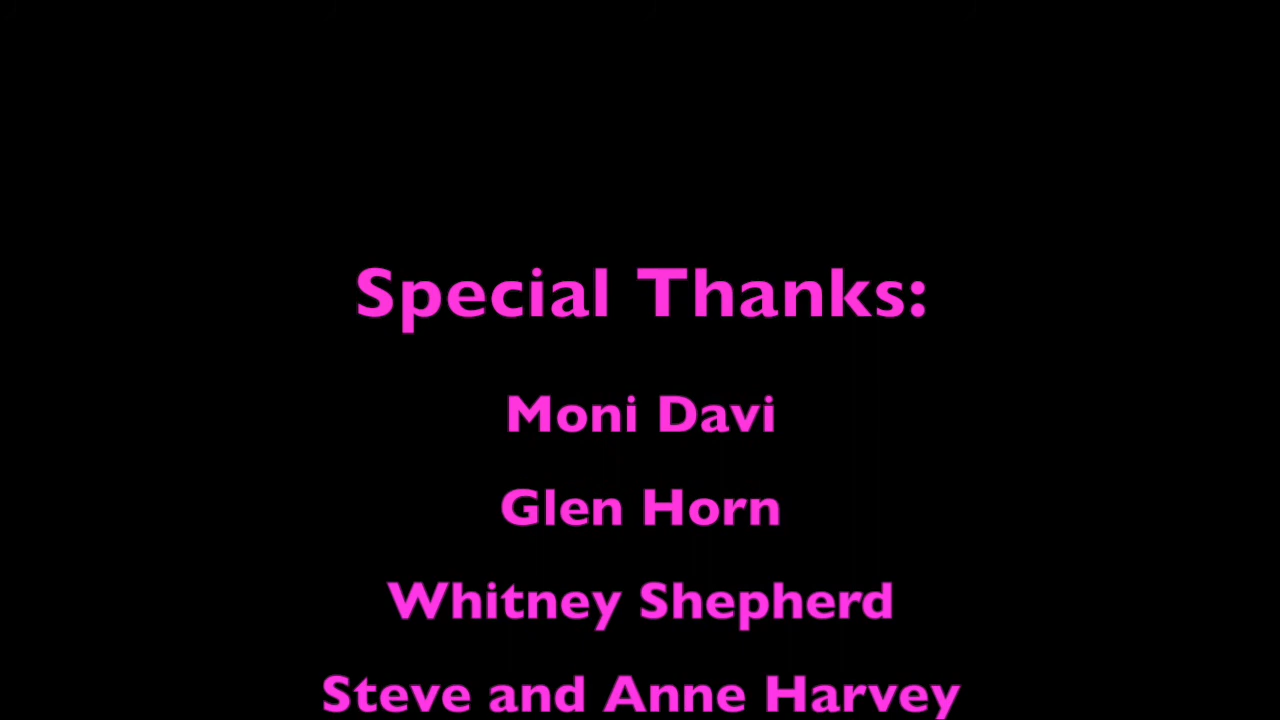 Special Thanks:
Moni Davi
Glen Horn
Whitney Shepherd
Steve and Anne Harvey